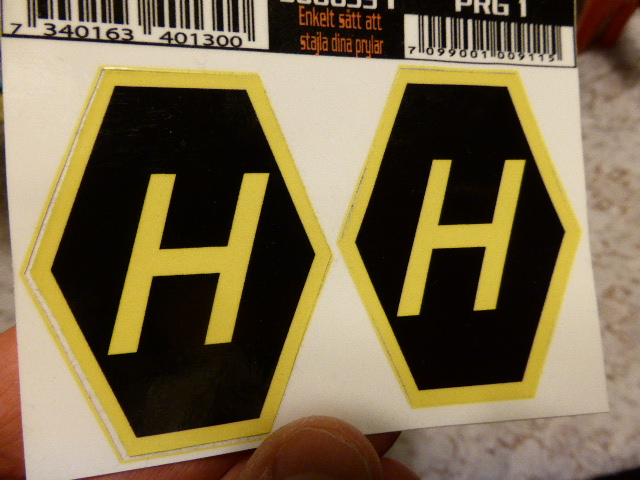 PRG 1
Enkelt sätt att
stajla dina prylar
7 340163 401300
7 099001 009115
H H